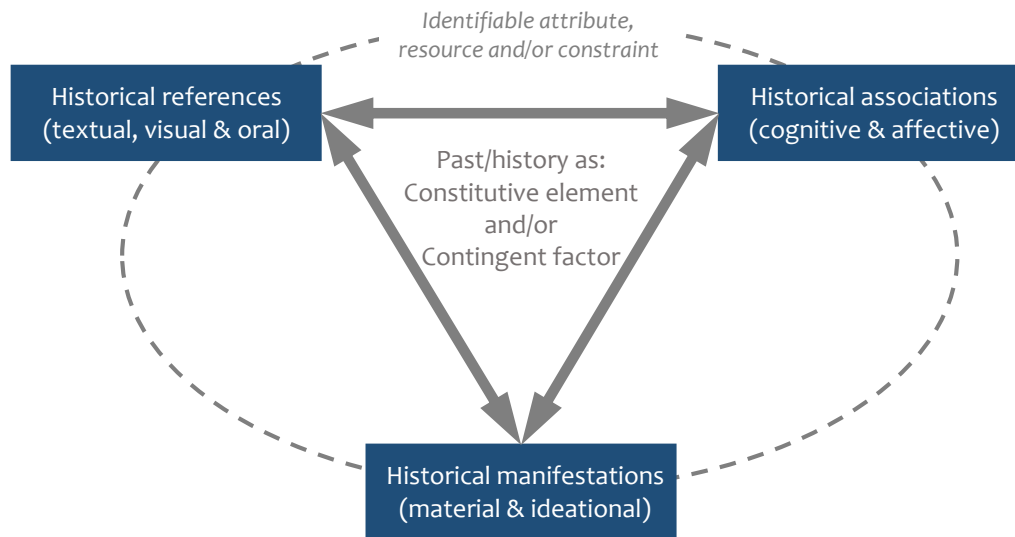 Identifiable attribute,
resource and/or constraint
Historical references
(textual, visual & oral)
Historical associations
(cognitive & affective)
Past/history as:
Constitutive element
and/or
Contingent factor
Historical manifestations
(material & ideational)